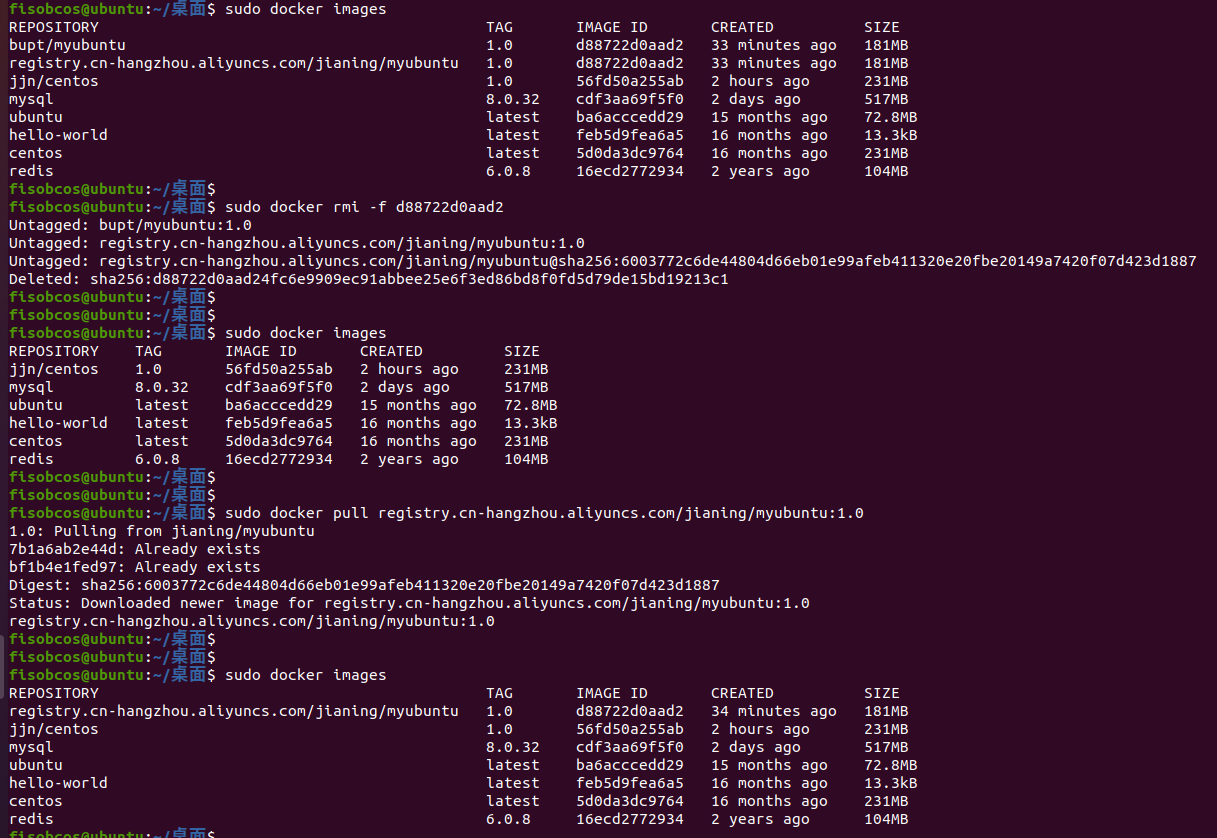 fisobcos@ubuntu:~/桌面$ sudo docker images
REPOSITORY TAG IMAGE ID CREATED SIZE
bupt/myubuntu 1.0 d88722d0aad2 33 minutes ago 181MB
registry.cn-hangzhou.aliyuncs.com/jianing/myubuntu 1.0 d88722d0aad2 33 minutes ago 181MB
jjn/centos 1.0 56fd50a255ab 2 hours ago 231MB
mysql 8.0.32 cdf3aa69f5f0 2 days ago 517MB
ubuntu latest ba6acccedd29 15 months ago 72.8MB
hello-world latest feb5d9fea6a5 16 months ago 13.3kB
centos latest 5d0da3dc9764 16 months ago 231MB
redis 6.0.8 16ecd2772934 2 years ago 104MB
fisobcos@ubuntu:~/桌面$
fisobcos@ubuntu:~/桌面$ sudo docker rmi -f d88722d0aad2
Untagged: bupt/myubuntu:1.0
Untagged: registry.cn-hangzhou.aliyuncs.com/jianing/myubuntu:1.0
Untagged: registry.cn-hangzhou.aliyuncs.com/jianing/myubuntu@sha256:6003772c6de44804d66eb01e99afeb411320e20fbe20149a7420f07d423d1887
Deleted: sha256:d88722d0aad24fc6e9909ec91abbee25e6f3ed86bd8f0fd5d79de15bd19213c1
fisobcos@ubuntu:~/桌面$
fisobcos@ubuntu:~/桌面$
fisobcos@ubuntu:~/桌面$ sudo docker images
REPOSITORY TAG IMAGE ID CREATED SIZE
jjn/centos 1.0 56fd50a255ab 2 hours ago 231MB
mysql 8.0.32 cdf3aa69f5f0 2 days ago 517MB
ubuntu latest ba6acccedd29 15 months ago 72.8MB
hello-world latest feb5d9fea6a5 16 months ago 13.3kB
centos latest 5d0da3dc9764 16 months ago 231MB
redis 6.0.8 16ecd2772934 2 years ago 104MB
fisobcos@ubuntu:~/桌面$
fisobcos@ubuntu:~/桌面$
fisobcos@ubuntu:~/桌面$ sudo docker pull registry.cn-hangzhou.aliyuncs.com/jianing/myubuntu:1.0
1.0: Pulling from jianing/myubuntu
7b1a6ab2e44d: Already exists
bf1b4e1fed97: Already exists
Digest: sha256:6003772c6de44804d66eb01e99afeb411320e20fbe20149a7420f07d423d1887
Status: Downloaded newer image for registry.cn-hangzhou.aliyuncs.com/jianing/myubuntu:1.0
registry.cn-hangzhou.aliyuncs.com/jianing/myubuntu:1.0
fisobcos@ubuntu:~/桌面$
fisobcos@ubuntu:~/桌面$
fisobcos@ubuntu:~/桌面$ sudo docker images
REPOSITORY TAG IMAGE ID CREATED SIZE
registry.cn-hangzhou.aliyuncs.com/jianing/myubuntu 1.0 d88722d0aad2 34 minutes ago 181MB
jjn/centos 1.0 56fd50a255ab 2 hours ago 231MB
mysql 8.0.32 cdf3aa69f5f0 2 days ago 517MB
ubuntu latest ba6acccedd29 15 months ago 72.8MB
hello-world latest feb5d9fea6a5 16 months ago 13.3kB
centos latest 5d0da3dc9764 16 months ago 231MB
redis 6.0.8 16ecd2772934 2 years ago 104MB
fisobcos@ubuntu:~/桌面$